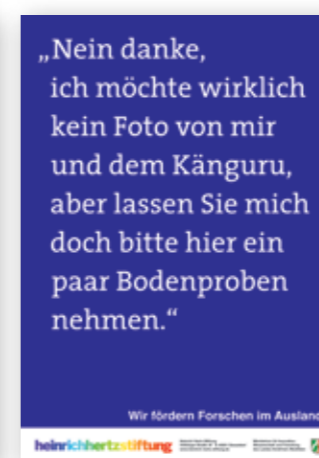 „Nein danke,
ich möchte wirklich
kein Foto von mir
und dem Känguru,
aber lassen Sie mich
doch bitte hier ein
paar Bodenproben
nehmen.“
Wir fördern Forschen im Ausland
heinrichhertzstiftung